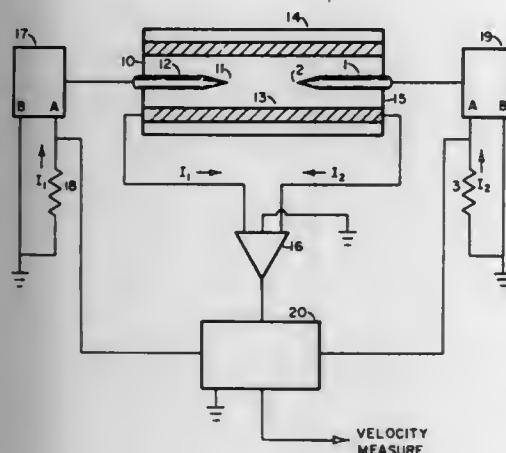 14
17
19
10
12
11
2
1
B
A
13
15
A
B
I₁
18
I₁
I₂
3
I₂
16
20
VELOCITY
MEASURE